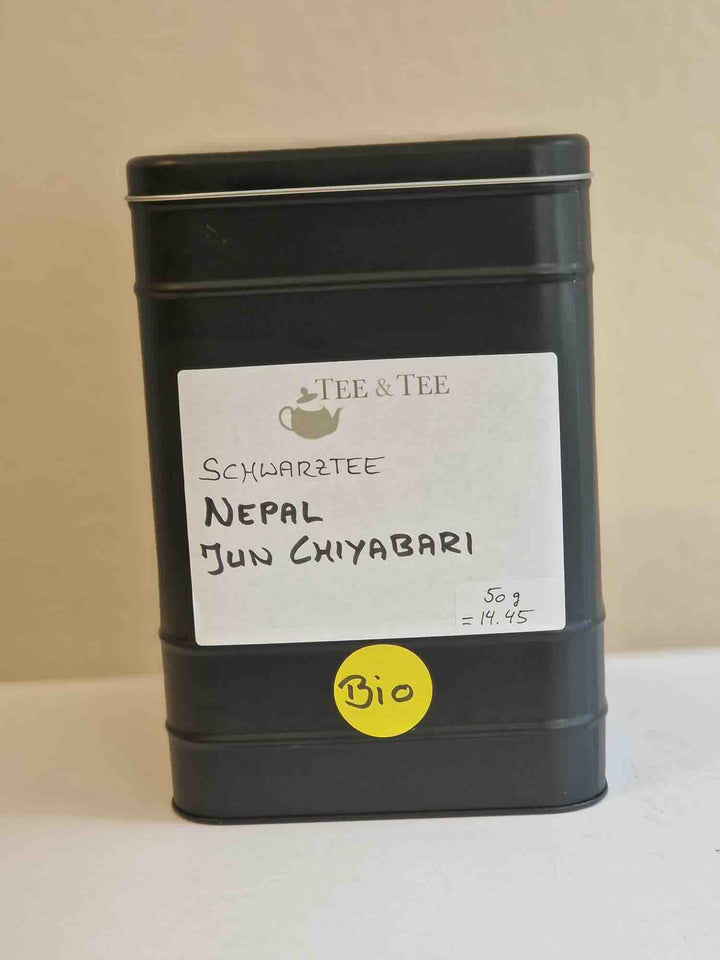 TEE & TEE
SCHWARZTEE
NEPAL
JUN CHIYABARI
50 g
= 14.45
Bio